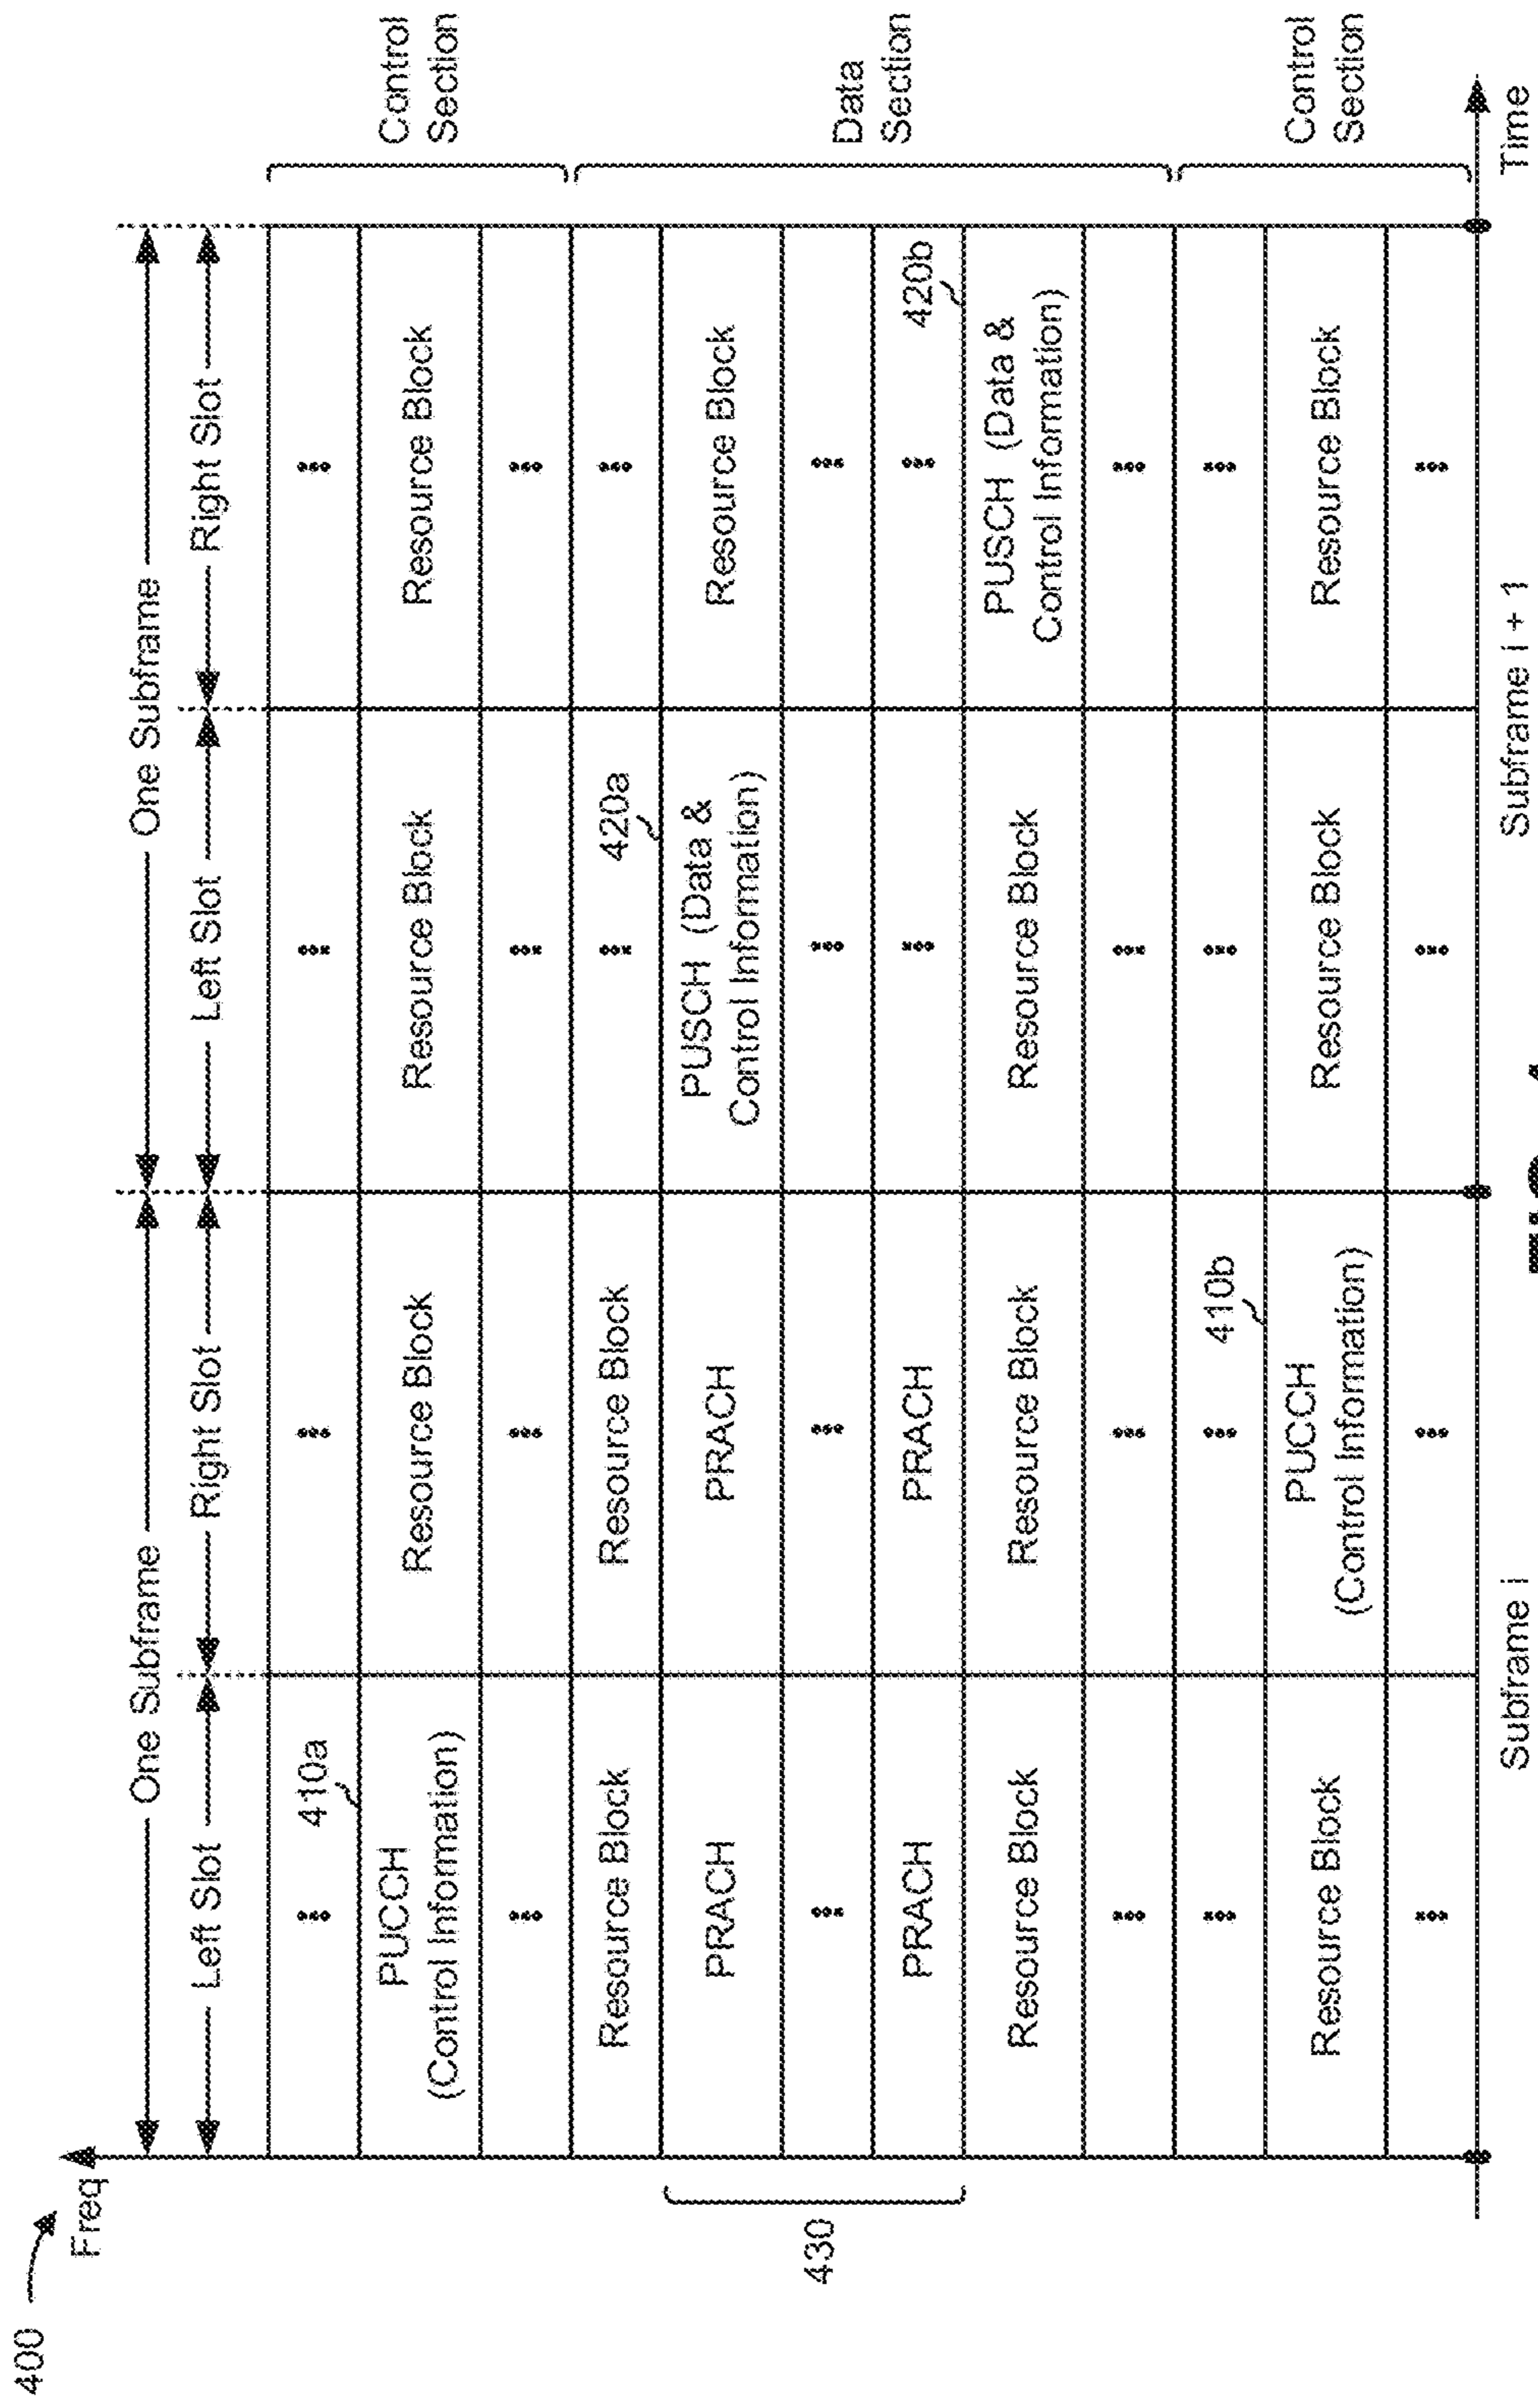 400
Freq
One Subframe
One Subframe
Left Slot
Right Slot
Left Slot
Right Slot
410a
PUCCH
(Control Information)
Resource Block
Resource Block
Resource Block
Control
Section
Resource Block
Resource Block
420a
430
PRACH
PRACH
PUSCH (Data &
Control Information)
Resource Block
PRACH
PRACH
420b
Data
Section
Resource Block
Resource Block
Resource Block
PUSCH (Data &
Control Information)
410b
Resource Block
PUCCH
(Control Information)
Resource Block
Resource Block
Control
Section
Time
Subframe i
Subframe i + 1